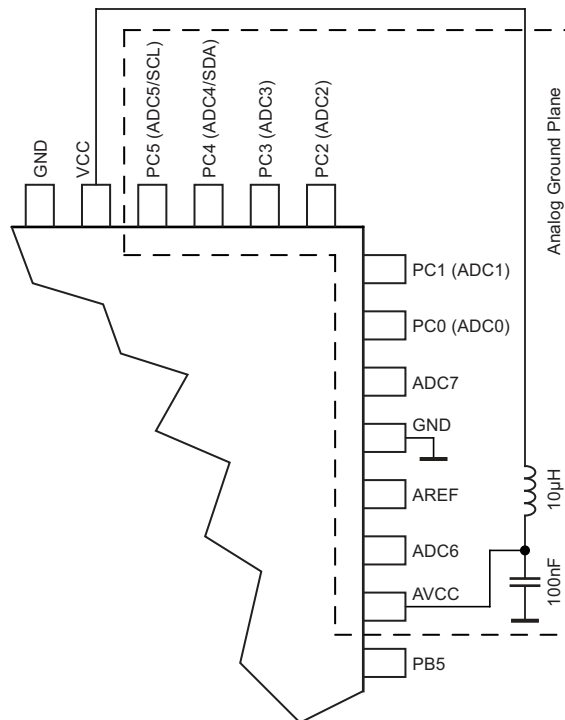 GND
VCC
PC5 (ADC5/SCL)
PC4 (ADC4/SDA)
PC3 (ADC3)
PC2 (ADC2)
Analog Ground Plane
PC1 (ADC1)
PC0 (ADC0)
ADC7
GND
AREF
10μH
ADC6
AVCC
100nF
PB5